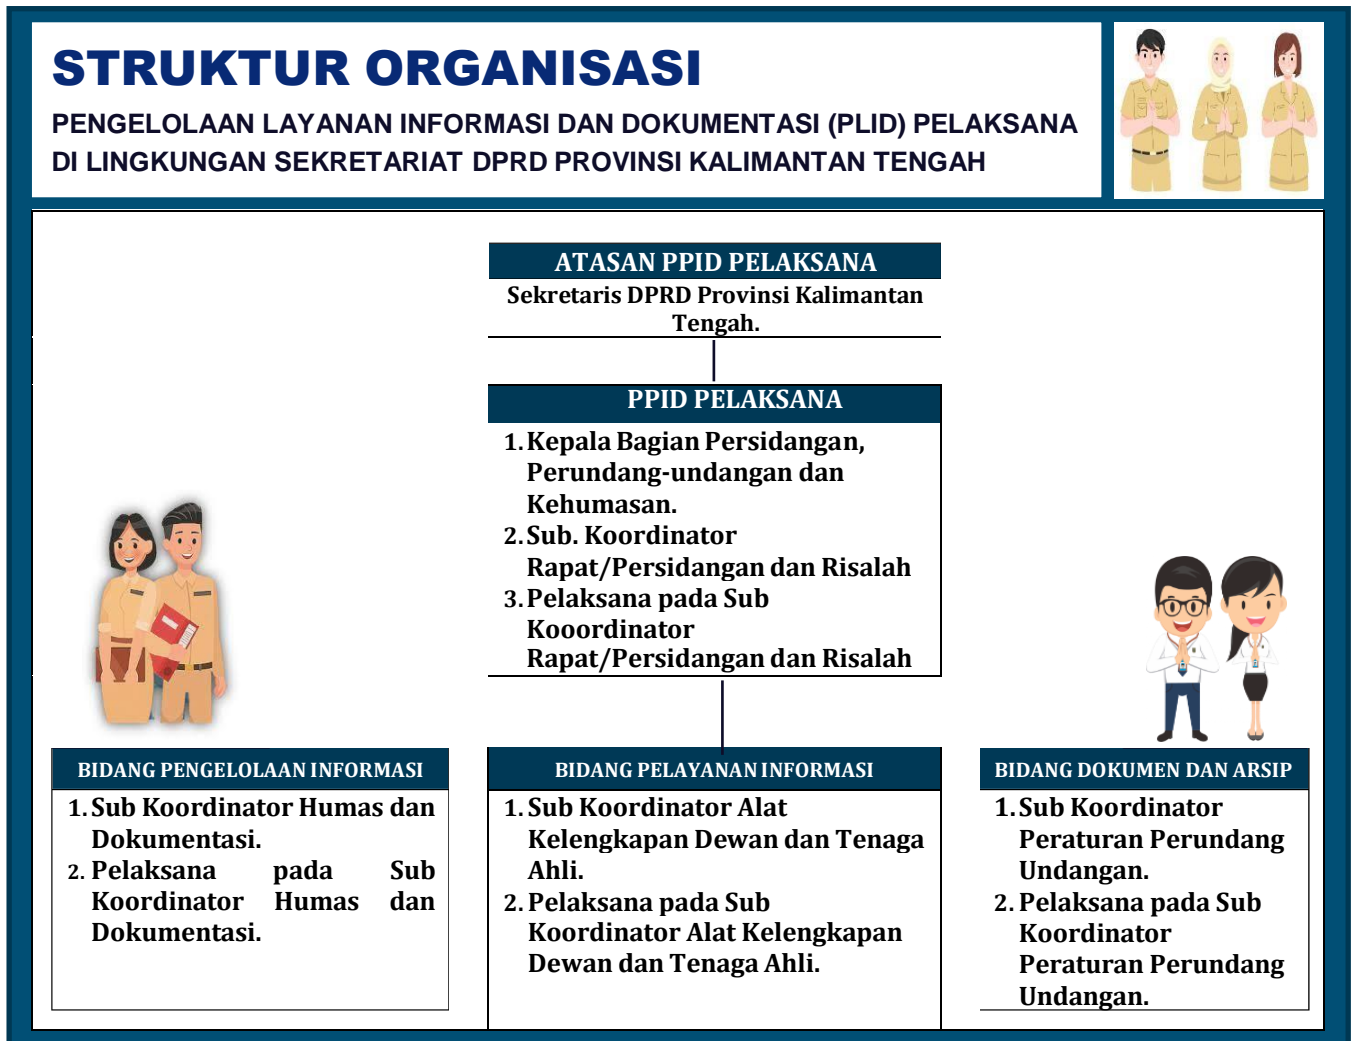 STRUKTUR ORGANISASI
PENGELOLAAN LAYANAN INFORMASI DAN DOKUMENTASI (PLID) PELAKSANA
DI LINGKUNGAN SEKRETARIAT DPRD PROVINSI KALIMANTAN TENGAH
ATASAN PPID PELAKSANA
Sekretaris DPRD Provinsi Kalimantan
Tengah.
PPID PELAKSANA
1. Kepala Bagian Persidangan,
Perundang-undangan dan
Kehumasan.
2. Sub. Koordinator
Rapat/Persidangan dan Risalah
3. Pelaksana pada Sub
Kooordinator
Rapat/Persidangan dan Risalah
BIDANG PENGELOLAAN INFORMASI
1. Sub Koordinator Humas dan
Dokumentasi.
2. Pelaksana pada Sub
Koordinator Humas dan
Dokumentasi.
BIDANG PELAYANAN INFORMASI
1. Sub Koordinator Alat
Kelengkapan Dewan dan Tenaga
Ahli.
2. Pelaksana pada Sub
Koordinator Alat Kelengkapan
Dewan dan Tenaga Ahli.
BIDANG DOKUMEN DAN ARSIP
1. Sub Koordinator
Peraturan Perundang
Undangan.
2. Pelaksana pada Sub
Koordinator
Peraturan Perundang
Undangan.